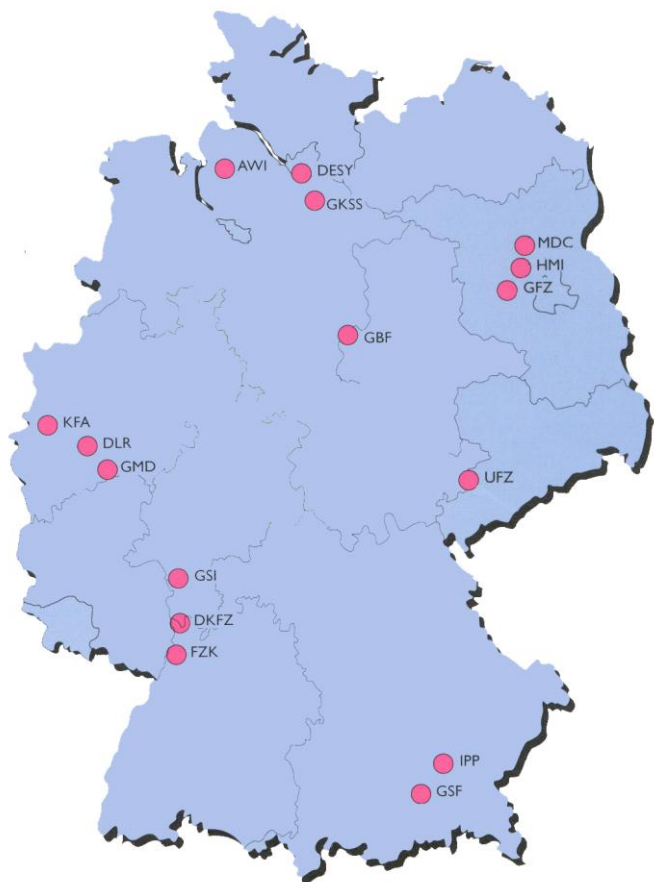 AWI
DESY
GKSS
MDC
HMI
GFZ
GBF
KFA
DLR
GMD
UFZ
GSI
DKFZ
FZK
IPP
GSF